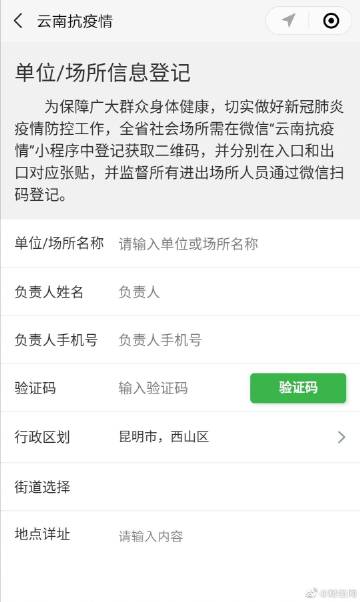 云南抗疫情
单位/场所信息登记
为保障广大群众身体健康，切实做好新冠肺炎
疫情防控工作，全省社会场所需在微信“云南抗疫
情”小程序中登记获取二维码，并分别在入口和出
口对应张贴，并监督所有进出场所人员通过微信扫
码登记。
单位/场所名称 请输入单位或场所名称
负责人姓名 负责人
负责人手机号 负责人手机号
验证码 输入验证码 验证码
行政区划 昆明市，西山区
街道选择
地点详址 请输入内容